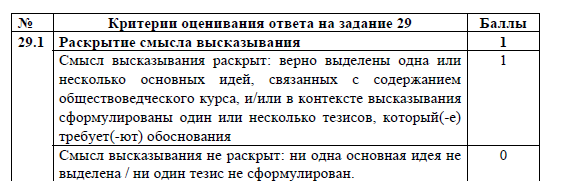 № Критерии оценивания ответа на задание 29 Баллы
29.1 Раскрытие смысла высказывания 1
Смысл высказывания раскрыт: верно выделены одна или 1
несколько основных идей, связанных с содержанием
обществоведческого курса, и/или в контексте высказывания
сформулированы один или несколько тезисов, который(-е)
требует(-ют) обоснования
Смысл высказывания не раскрыт: ни одна основная идея не 0
выделена / ни один тезис не сформулирован.